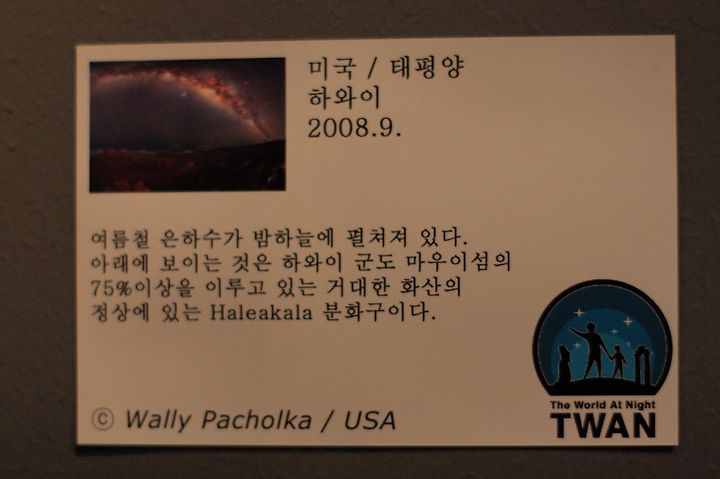 미국 / 태평양
하와이
2008.9.
여름철 은하수가 밤하늘에 펼쳐져 있다.
아래에 보이는 것은 하와이 군도 마우이섬의
75%이상을 이루고 있는 거대한 화산의
정상에 있는 Haleakala 분화구이다.
ⓒ Wally Pacholka / USA
The World At Night
TWAN